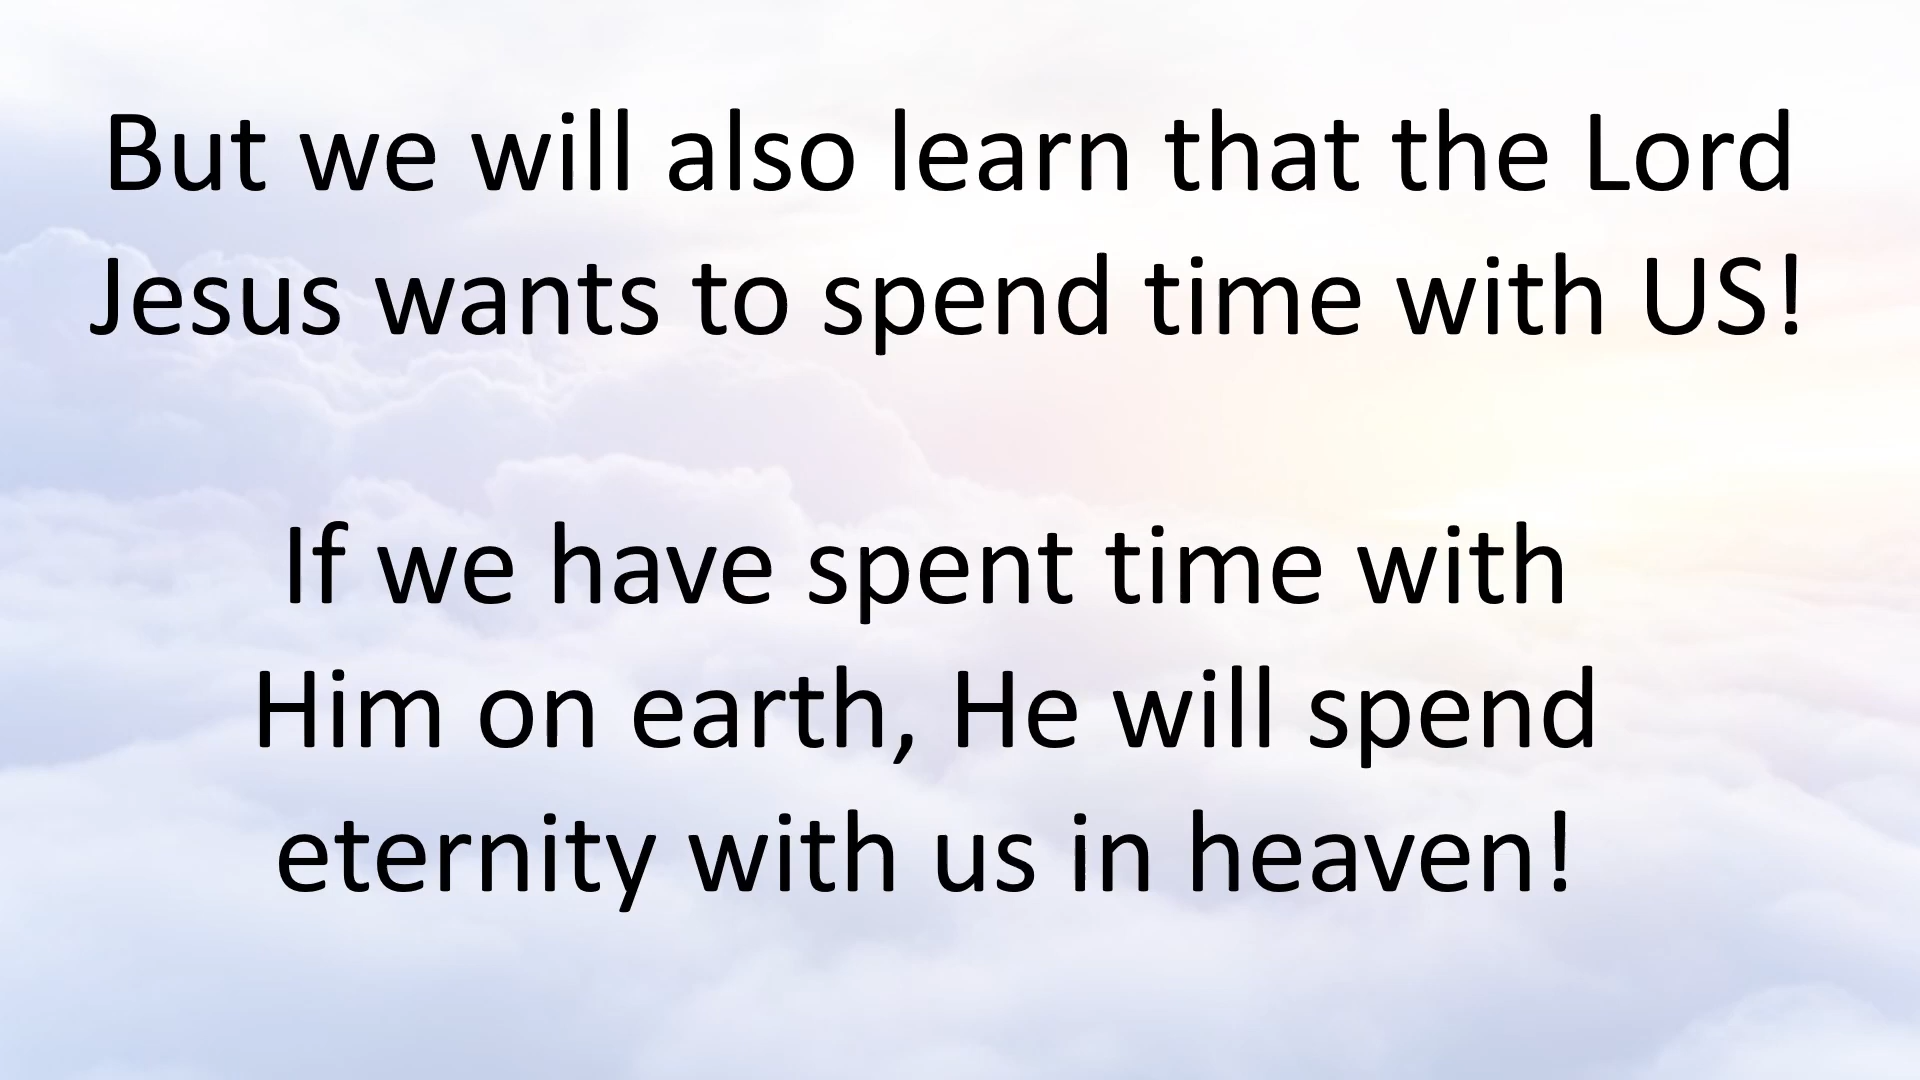 But we will also learn that the Lord
Jesus wants to spend time with US!
If we have spent time with
Him on earth, He will spend
eternity with us in heaven!